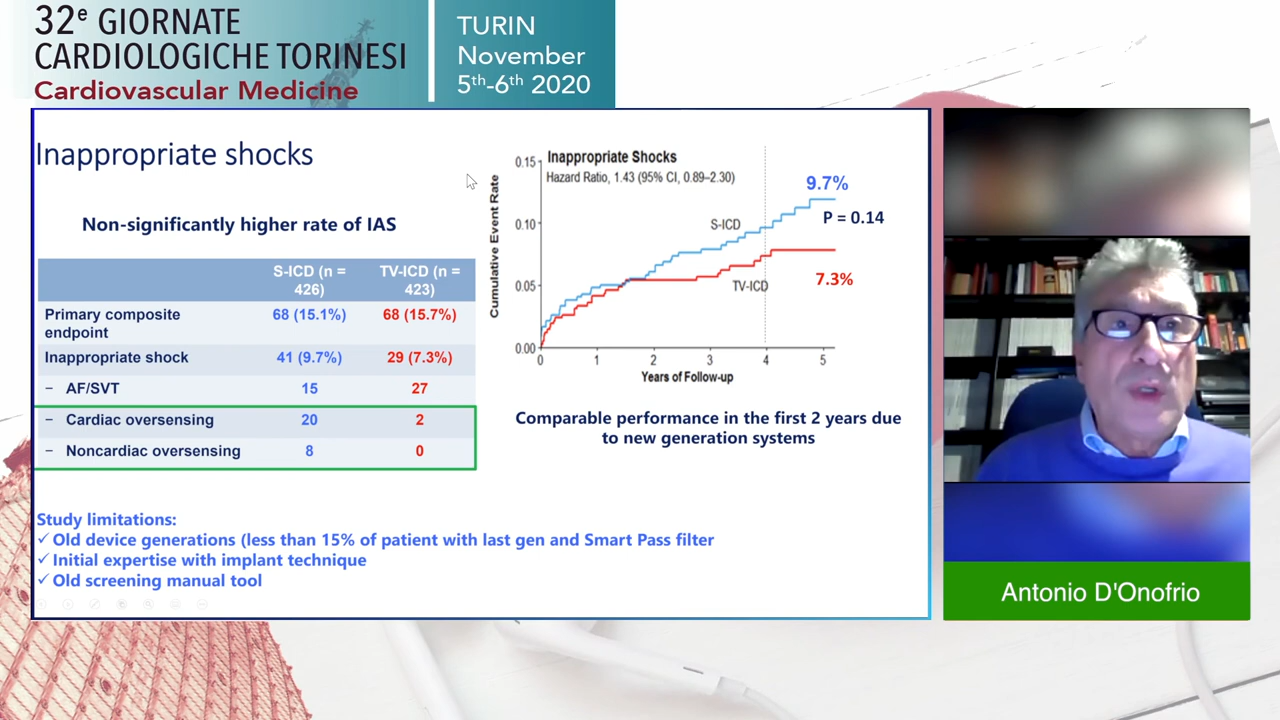 32e GIORNATE
CARDIOLOGICHE TORINESI
Cardiovascular Medicine
TURIN
November
5th-6th 2020
Inappropriate shocks
Non-significantly higher rate of IAS
S-ICD (n = 426)
TV-ICD (n = 423)
Primary composite endpoint 68 (15.1%) 68 (15.7%)
Inappropriate shock 41 (9.7%) 29 (7.3%)
− AF/SVT 15 27
− Cardiac oversensing 20 2
− Noncardiac oversensing 8 0
Inappropriate Shocks
Hazard Ratio, 1.43 (95% CI, 0.89–2.30)
Cumulative Event Rate
0.15
0.10
0.05
0.00
9.7%
P = 0.14
S-ICD
TV-ICD
7.3%
0 1 2 3 4 5
Years of Follow-up
Comparable performance in the first 2 years due
to new generation systems
Study limitations:
✓ Old device generations (less than 15% of patient with last gen and Smart Pass filter
✓ Initial expertise with implant technique
✓ Old screening manual tool
Antonio D'Onofrio